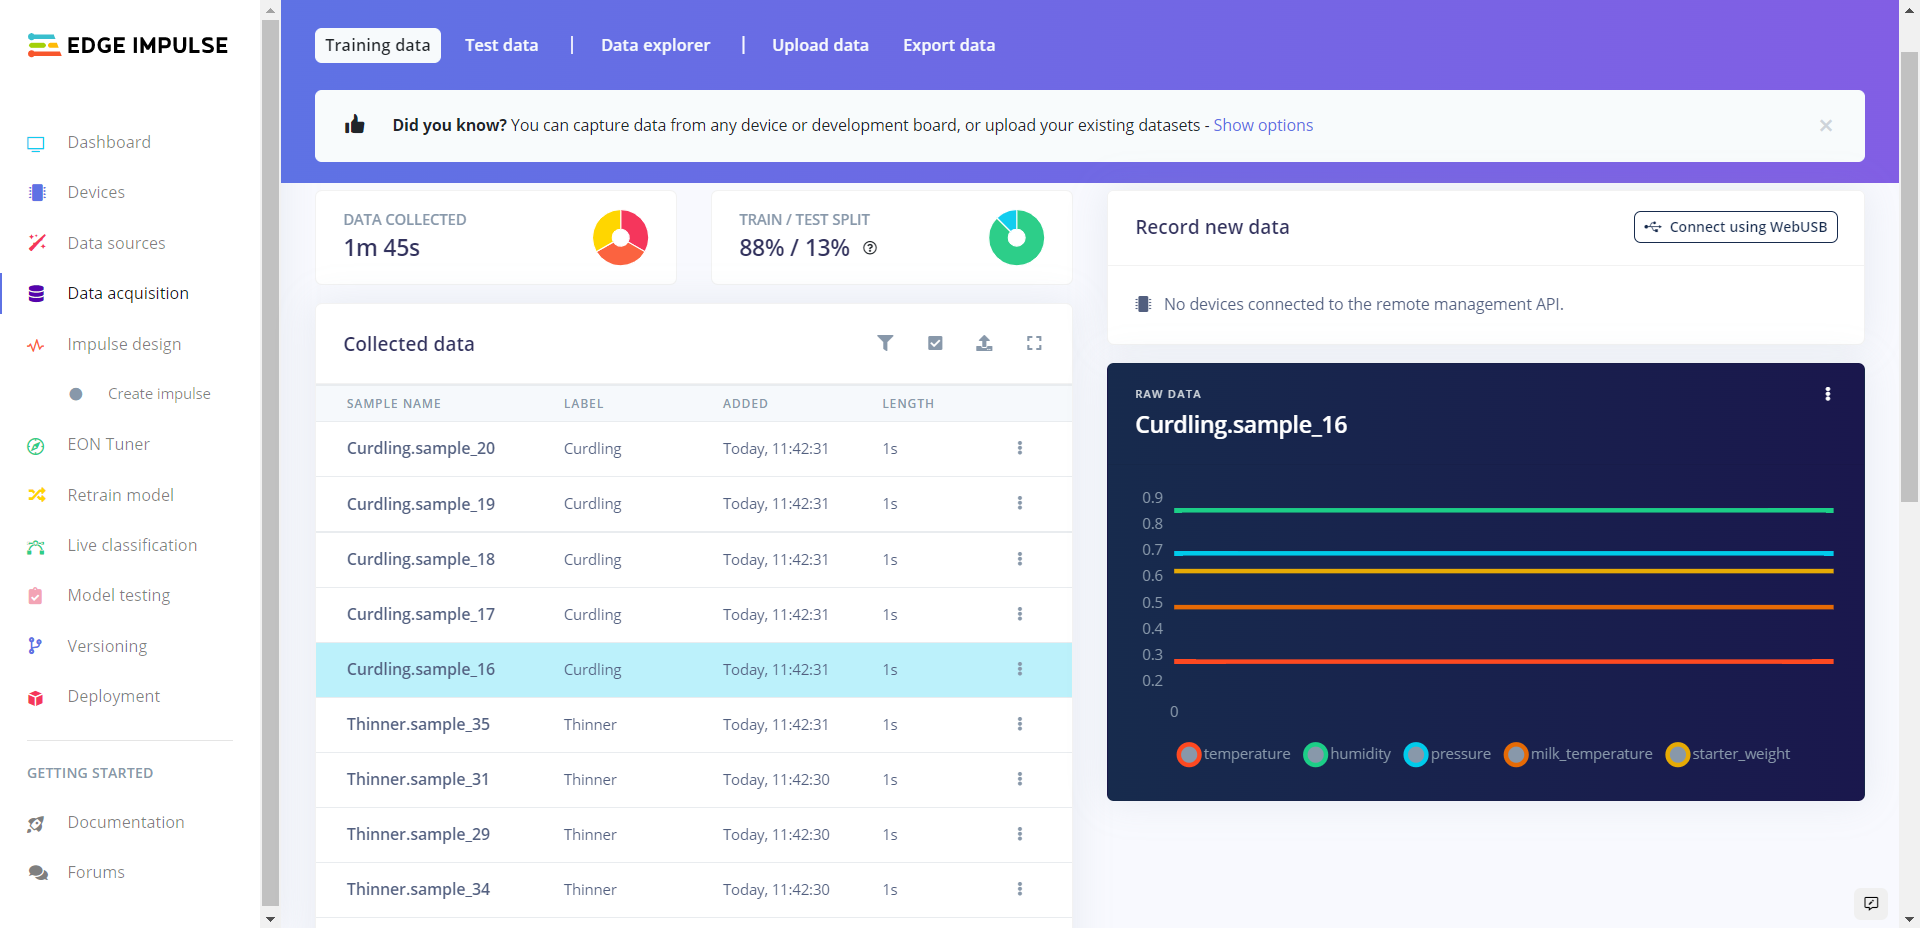 EDGE IMPULSE
Dashboard
Devices
Data sources
Data acquisition
Impulse design
Create impulse
EON Tuner
Retrain model
Live classification
Model testing
Versioning
Deployment
GETTING STARTED
Documentation
Forums
Training data Test data | Data explorer | Upload data Export data
Did you know? You can capture data from any device or development board, or upload your existing datasets - Show options ×
DATA COLLECTED
1m 45s
TRAIN / TEST SPLIT
88% / 13% ?
Collected data
SAMPLE NAME LABEL ADDED LENGTH
Curdling.sample_20 Curdling Today, 11:42:31 1s
Curdling.sample_19 Curdling Today, 11:42:31 1s
Curdling.sample_18 Curdling Today, 11:42:31 1s
Curdling.sample_17 Curdling Today, 11:42:31 1s
Curdling.sample_16 Curdling Today, 11:42:31 1s
Thinner.sample_35 Thinner Today, 11:42:31 1s
Thinner.sample_31 Thinner Today, 11:42:30 1s
Thinner.sample_29 Thinner Today, 11:42:30 1s
Thinner.sample_34 Thinner Today, 11:42:30 1s
Record new data
Connect using WebUSB
No devices connected to the remote management API.
RAW DATA
Curdling.sample_16
0.9
0.8
0.7
0.6
0.5
0.4
0.3
0.2
0
temperature humidity pressure milk_temperature starter_weight